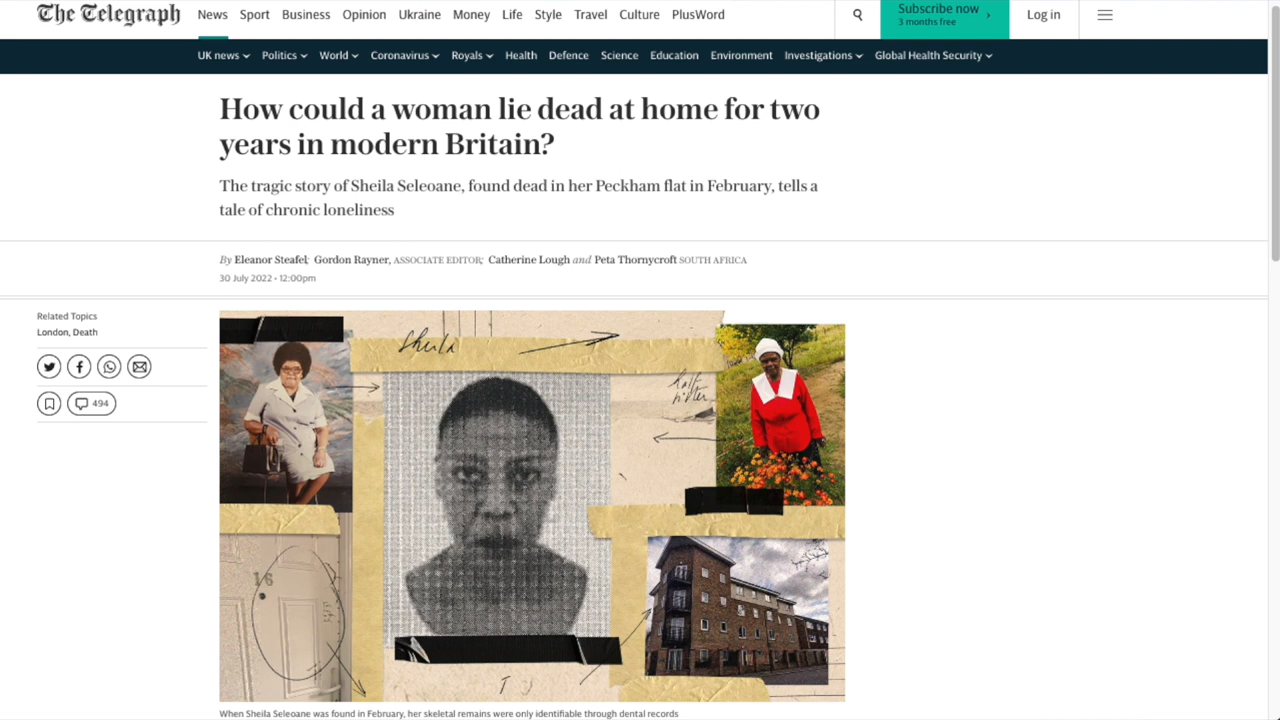 The Telegraph
News Sport Business Opinion Ukraine Money Life Style Travel Culture PlusWord
Subscribe now
3 months free
Log in
UK news Politics World Coronavirus Royals Health Defence Science Education Environment Investigations Global Health Security
How could a woman lie dead at home for two
years in modern Britain?
The tragic story of Sheila Seleoane, found dead in her Peckham flat in February, tells a
tale of chronic loneliness
By Eleanor Steafel; Gordon Rayner, ASSOCIATE EDITOR; Catherine Lough and Peta Thornycroft SOUTH AFRICA
30 July 2022 • 12:00pm
Related Topics
London, Death
494
Sheila
16
When Sheila Seleoane was found in February, her skeletal remains were only identifiable through dental records